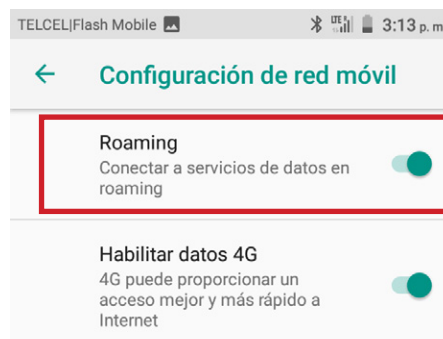 TELCEL|Flash Mobile 3:13 p. m
Configuración de red móvil
Roaming
Conectar a servicios de datos en
roaming
Habilitar datos 4G
4G puede proporcionar un
acceso mejor y más rápido a
Internet